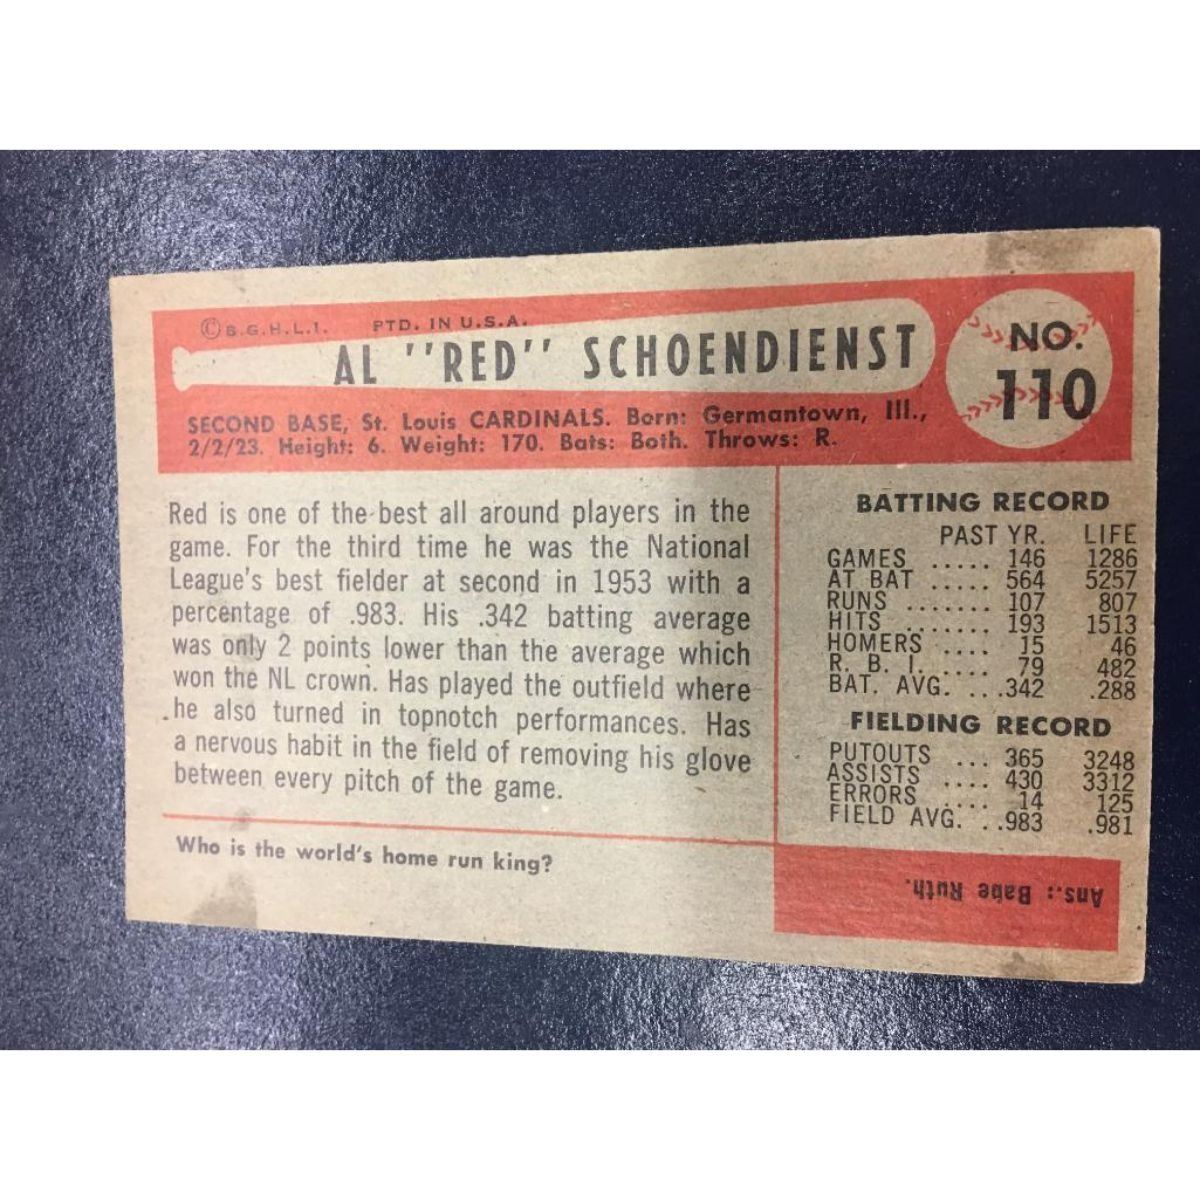 ©B.G.H.L.I. PTD. IN U.S.A.
AL "RED" SCHOENDIENST
NO.
110
SECOND BASE, St. Louis CARDINALS. Born: Germantown, Ill.,
2/2/23. Height: 6. Weight: 170. Bats: Both. Throws: R.
Red is one of the best all around players in the
game. For the third time he was the National
League's best fielder at second in 1953 with a
percentage of .983. His .342 batting average
was only 2 points lower than the average which
won the NL crown. Has played the outfield where
he also turned in topnotch performances. Has
a nervous habit in the field of removing his glove
between every pitch of the game.
Who is the world's home run king?
BATTING RECORD
PAST YR. LIFE
GAMES ..... 146 1286
AT BAT ..... 564 5257
RUNS ....... 107 807
HITS ....... 193 1513
HOMERS .... 15 46
R. B. I. .... 79 482
BAT. AVG. ...342 .288
FIELDING RECORD
PUTOUTS ... 365 3248
ASSISTS .... 430 3312
ERRORS .... 14 125
FIELD AVG. ..983 .981
Ans.: Babe Ruth.